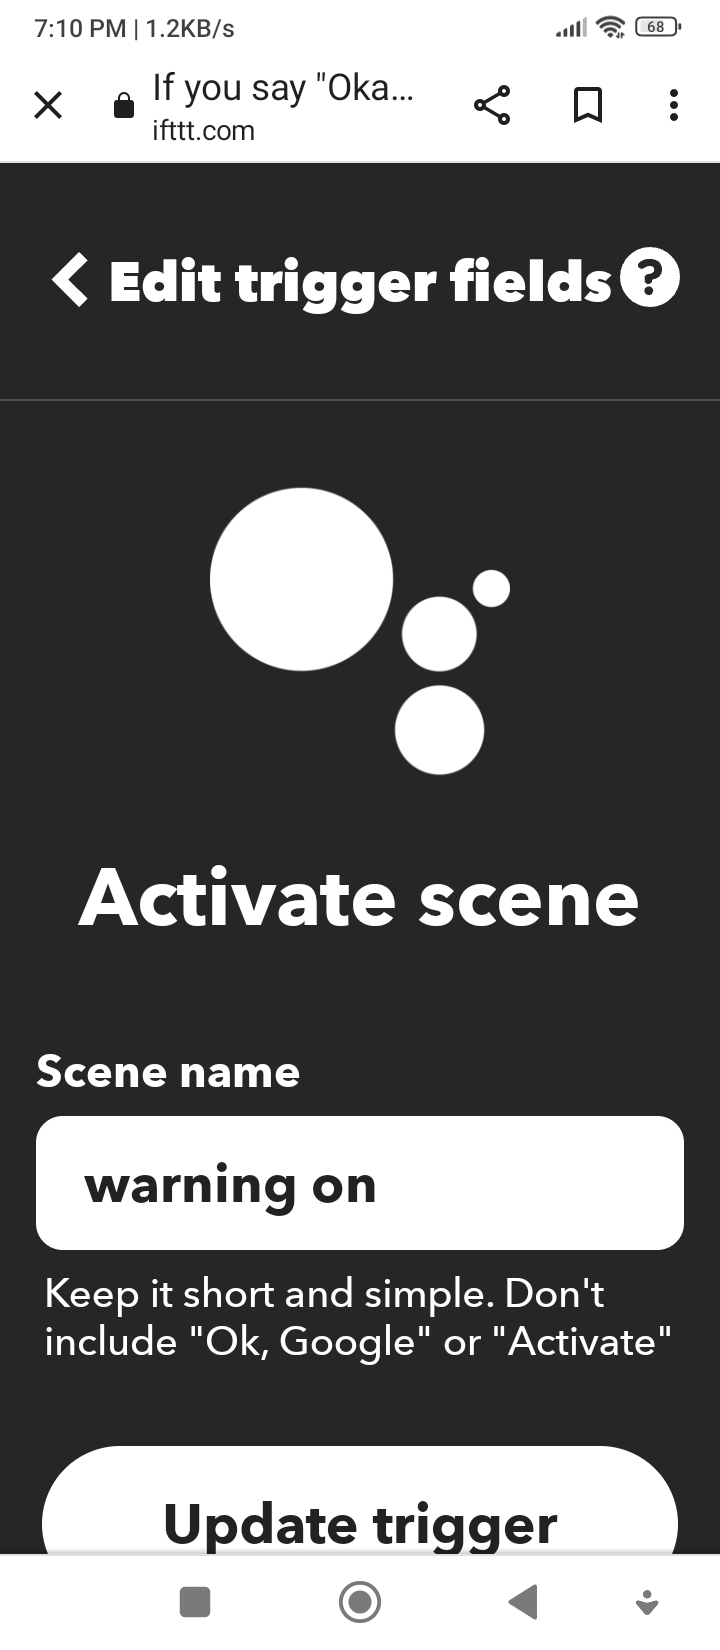 7:10 PM | 1.2KB/s
68
If you say "Oka...
ifttt.com
Edit trigger fields ?
Activate scene
Scene name
warning on
Keep it short and simple. Don't
include "Ok, Google" or "Activate"
Update trigger